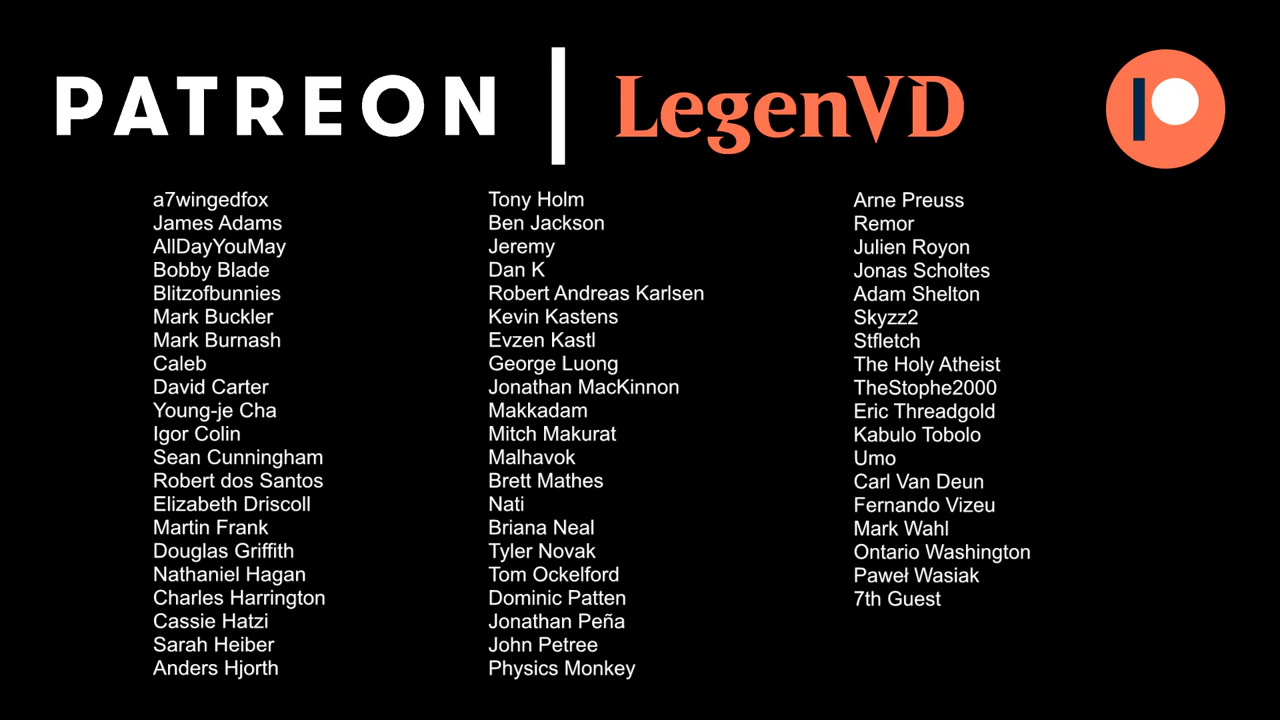 PATREON | LegenVD
a7wingedfox
James Adams
AllDayYouMay
Bobby Blade
Blitzofbunnies
Mark Buckler
Mark Burnash
Caleb
David Carter
Young-je Cha
Igor Colin
Sean Cunningham
Robert dos Santos
Elizabeth Driscoll
Martin Frank
Douglas Griffith
Nathaniel Hagan
Charles Harrington
Cassie Hatzi
Sarah Heiber
Anders Hjorth
Tony Holm
Ben Jackson
Jeremy
Dan K
Robert Andreas Karlsen
Kevin Kastens
Evzen Kastl
George Luong
Jonathan MacKinnon
Makkadam
Mitch Makurat
Malhavok
Brett Mathes
Nati
Briana Neal
Tyler Novak
Tom Ockelford
Dominic Patten
Jonathan Peña
John Petree
Physics Monkey
Arne Preuss
Remor
Julien Royon
Jonas Scholtes
Adam Shelton
Skyzz2
Stfletch
The Holy Atheist
TheStophe2000
Eric Threadgold
Kabulo Tobolo
Umo
Carl Van Deun
Fernando Vizeu
Mark Wahl
Ontario Washington
Paweł Wasiak
7th Guest